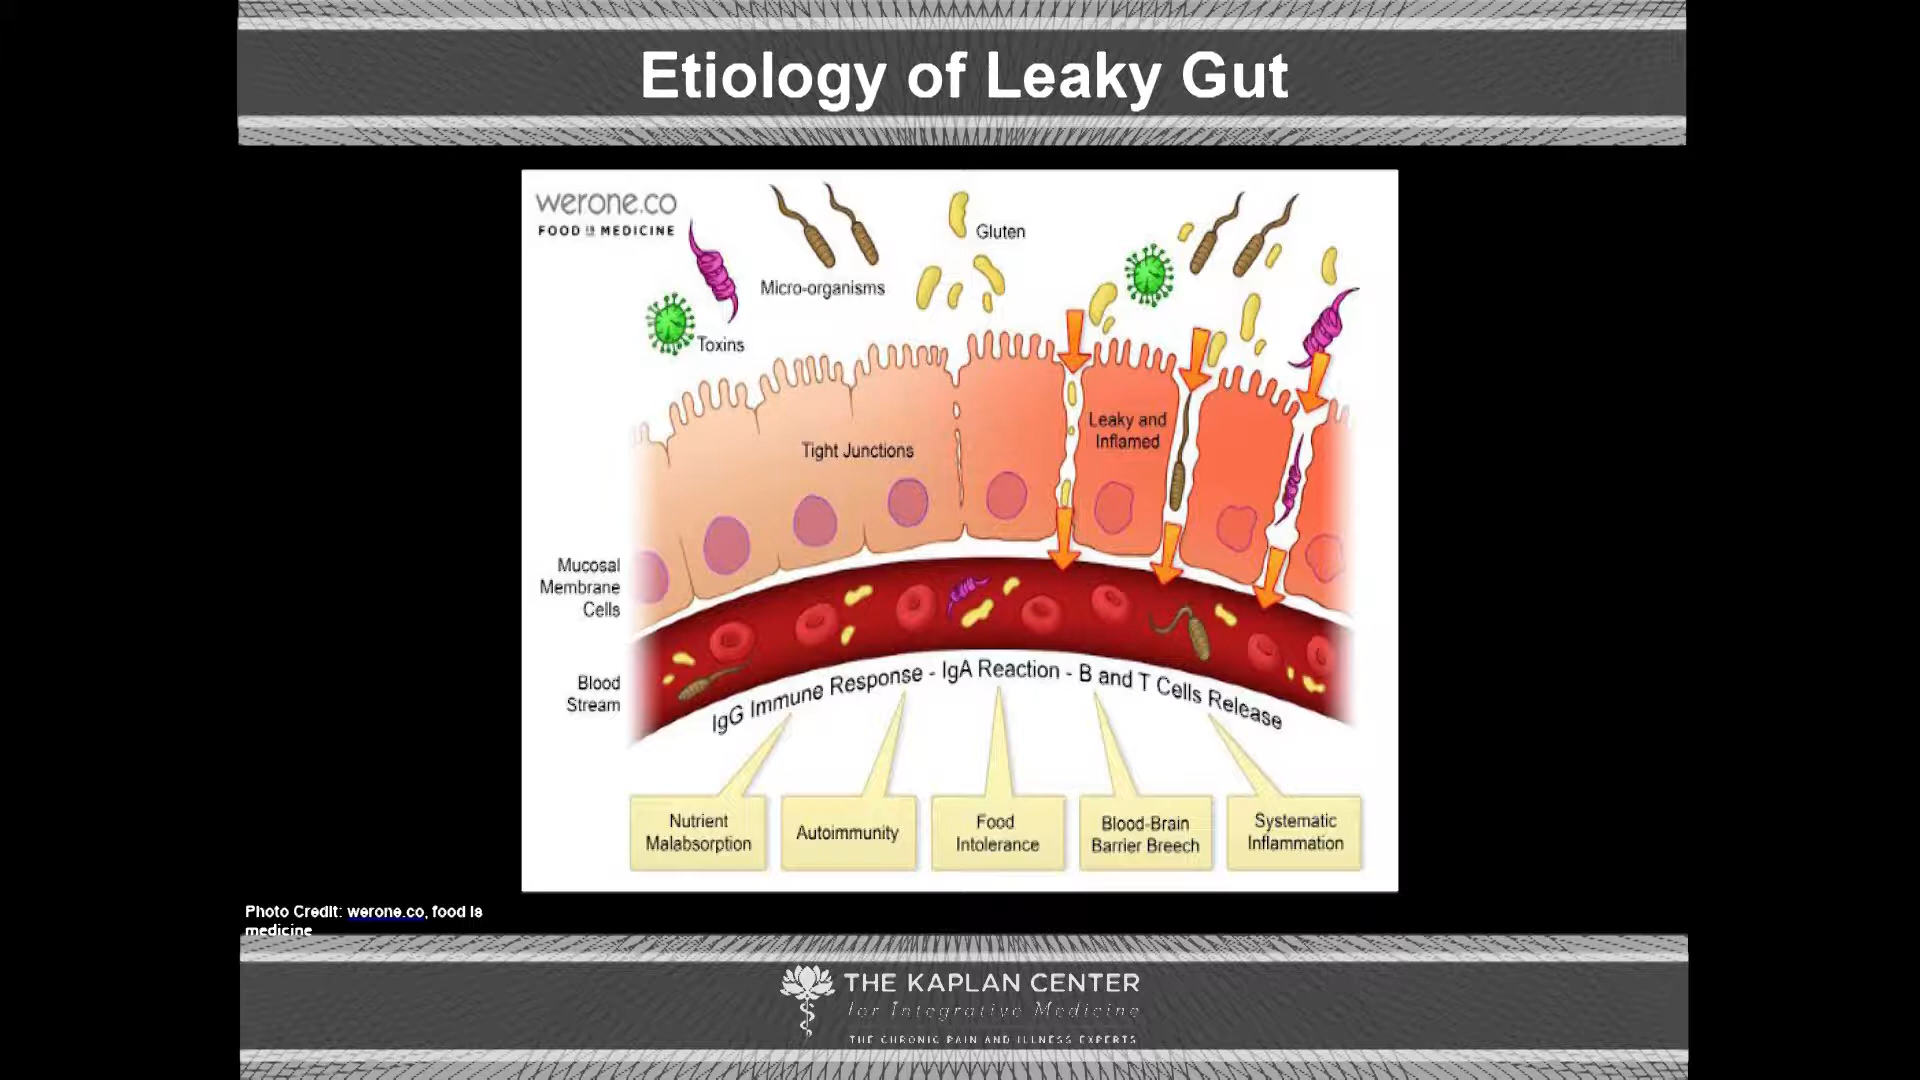 Etiology of Leaky Gut
werone.co
FOOD IS MEDICINE
Gluten
Micro-organisms
Toxins
Leaky and
Inflamed
Tight Junctions
Mucosal
Membrane
Cells
Blood
Stream
IgG Immune Response - IgA Reaction - B and T Cells Release
Nutrient
Malabsorption
Autoimmunity
Food
Intolerance
Blood-Brain
Barrier Breech
Systematic
Inflammation
Photo Credit: werone.co, food is
medicine
THE KAPLAN CENTER
for Integrative Medicine
THE CHRONIC PAIN AND ILLNESS EXPERTS